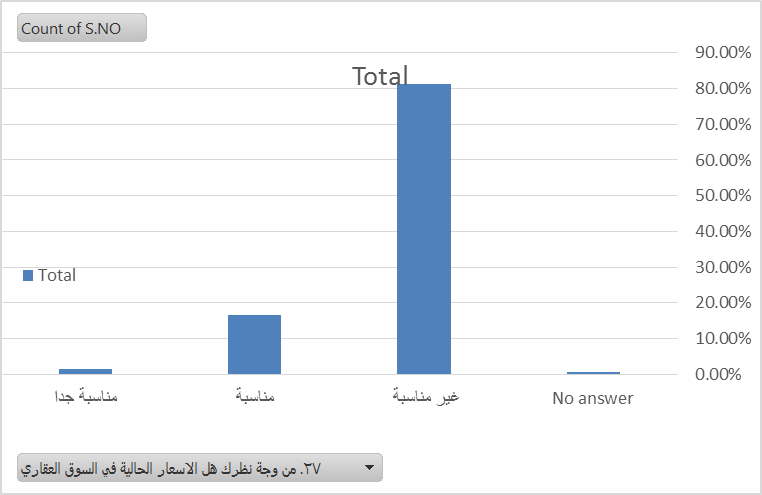 Count of S.NO
Total
90.00%
80.00%
70.00%
60.00%
50.00%
40.00%
30.00%
20.00%
10.00%
0.00%
Total
مناسبة جدا
مناسبة
غير مناسبة
No answer
٢٧. من وجة نظرك هل الاسعار الحالية في السوق العقاري